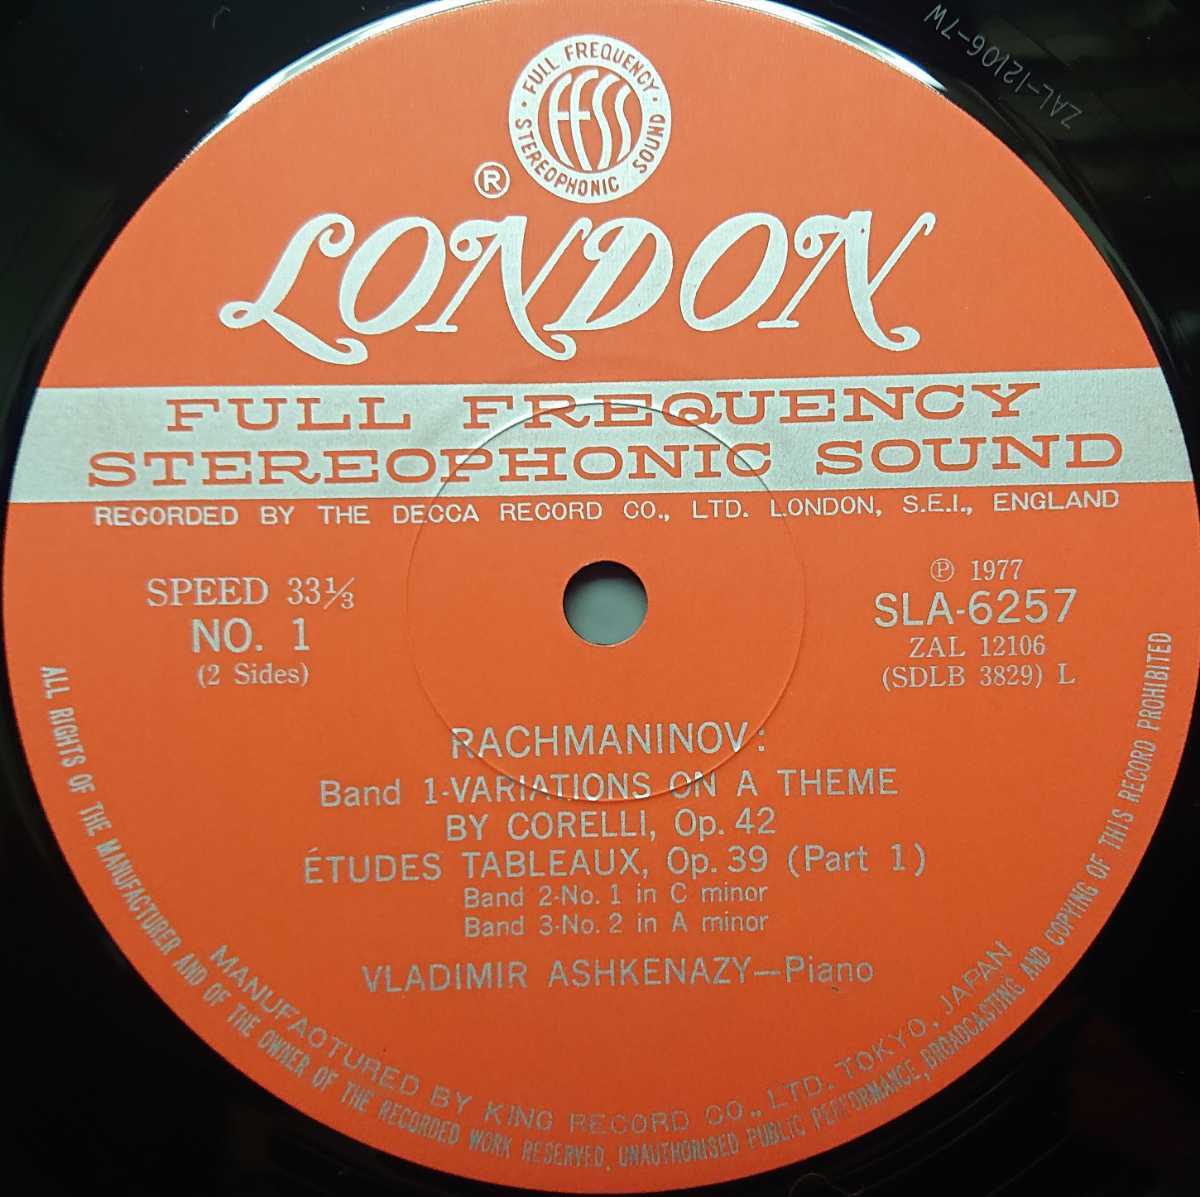 ZAL-12106-7W
FULL FREQUENCY
FFSS
STEREOPHONIC SOUND
®
LONDON
FULL FREQUENCY
STEREOPHONIC SOUND
RECORDED BY THE DECCA RECORD CO., LTD. LONDON, S.E.I., ENGLAND
SPEED 33⅓
NO. 1
(2 Sides)
℗ 1977
SLA-6257
ZAL 12106
(SDLB 3829) L
RACHMANINOV:
Band 1-VARIATIONS ON A THEME
BY CORELLI, Op. 42
ÉTUDES TABLEAUX, Op. 39 (Part 1)
Band 2-No. 1 in C minor
Band 3-No. 2 in A minor
VLADIMIR ASHKENAZY—Piano
MANUFACTURED BY KING RECORD CO., LTD. TOKYO, JAPAN
ALL RIGHTS OF THE MANUFACTURER AND OF THE OWNER OF THE RECORDED WORK RESERVED. UNAUTHORISED PUBLIC PERFORMANCE, BROADCASTING AND COPYING OF THIS RECORD PROHIBITED